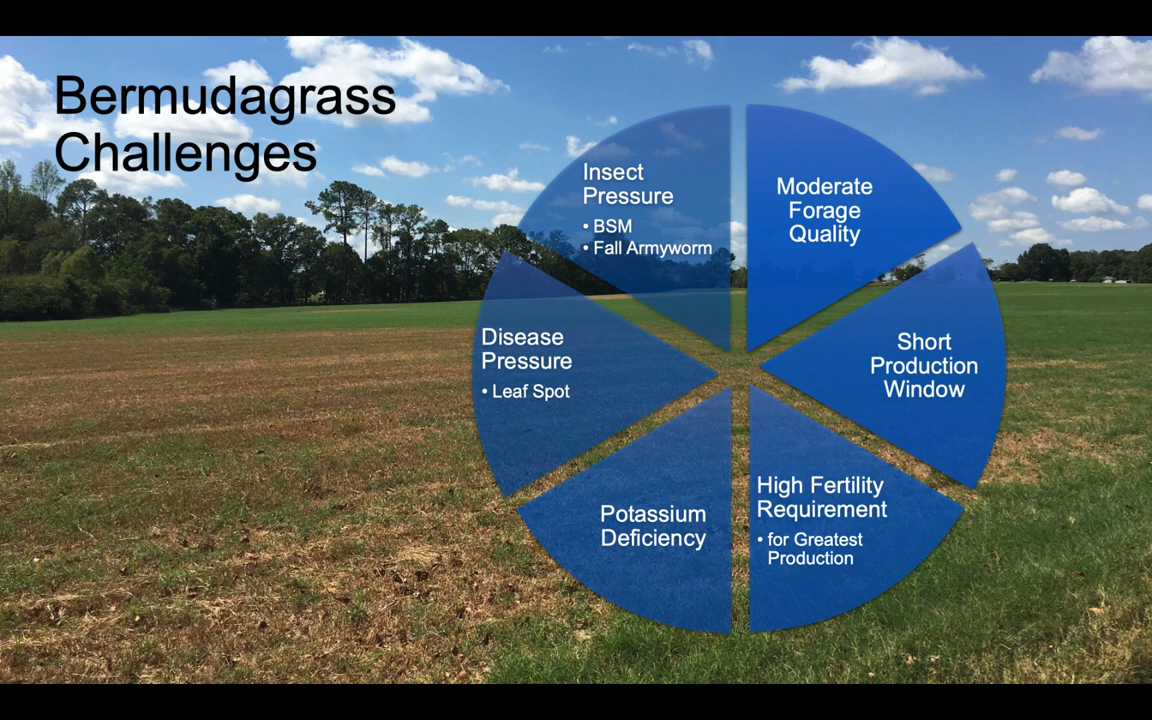 Bermudagrass
Challenges
Insect
Pressure
• BSM
• Fall Armyworm
Moderate
Forage
Quality
Disease
Pressure
• Leaf Spot
Short
Production
Window
Potassium
Deficiency
High Fertility
Requirement
• for Greatest
Production